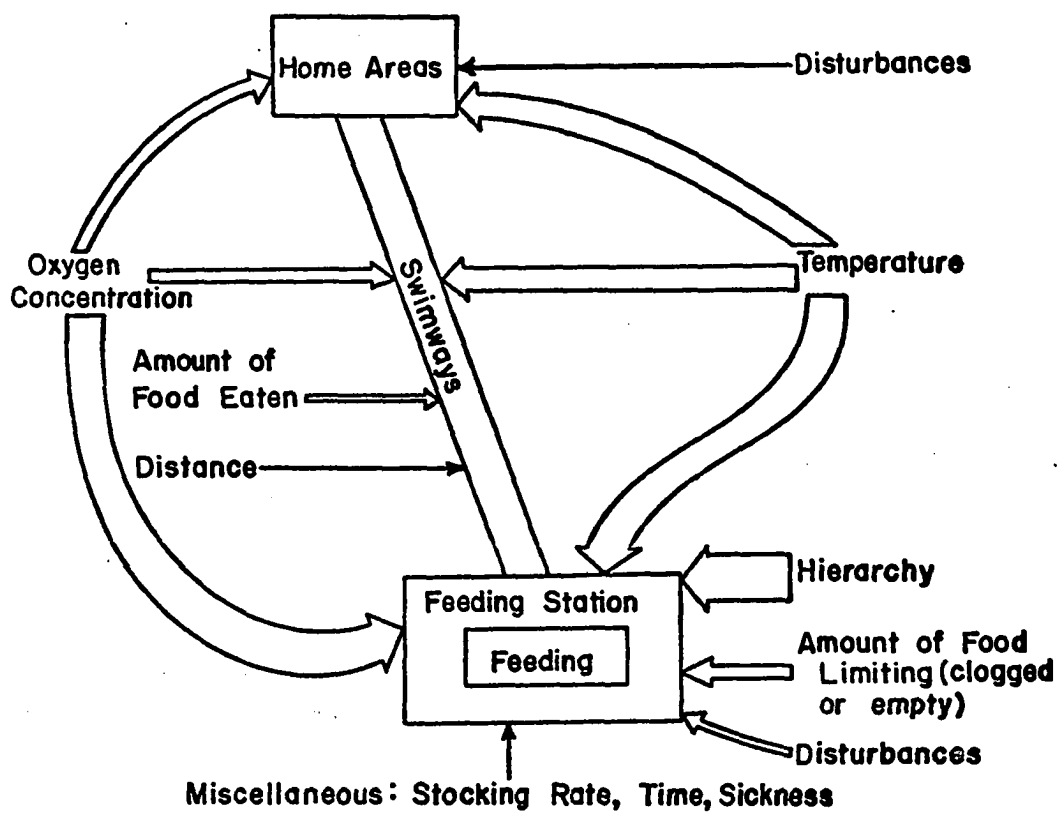 Home Areas
Disturbances
Oxygen
Concentration
Swimways
Temperature
Amount of
Food Eaten
Distance
Hierarchy
Feeding Station
Feeding
Amount of Food
Limiting (clogged
or empty)
Disturbances
Miscellaneous: Stocking Rate, Time, Sickness